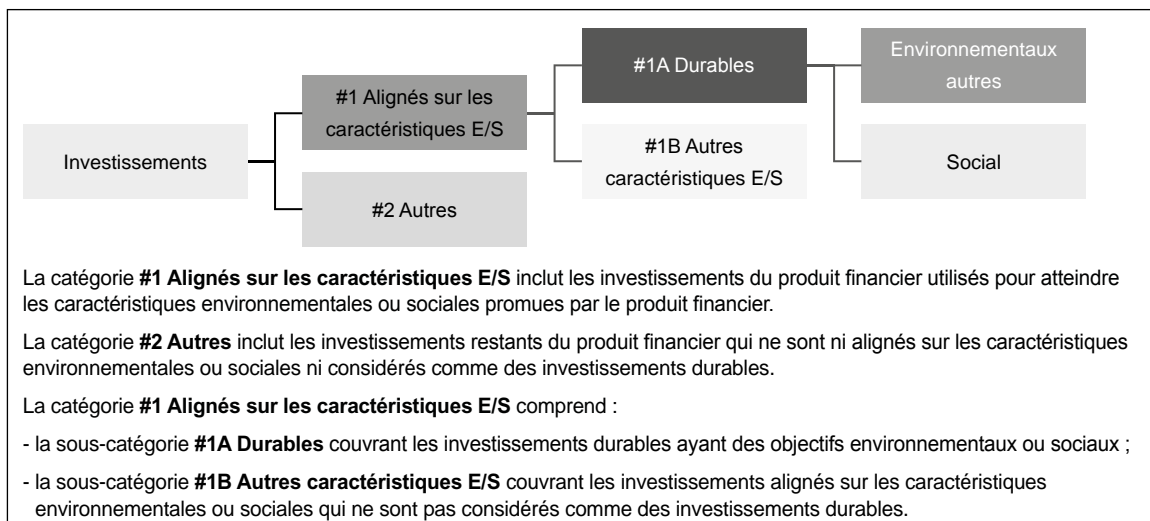 Investissements
#1 Alignés sur les
caractéristiques E/S
#2 Autres
#1A Durables
#1B Autres
caractéristiques E/S
Environnementaux
autres
Social
La catégorie #1 Alignés sur les caractéristiques E/S inclut les investissements du produit financier utilisés pour atteindre
les caractéristiques environnementales ou sociales promues par le produit financier.
La catégorie #2 Autres inclut les investissements restants du produit financier qui ne sont ni alignés sur les caractéristiques
environnementales ou sociales ni considérés comme des investissements durables.
La catégorie #1 Alignés sur les caractéristiques E/S comprend :
- la sous-catégorie #1A Durables couvrant les investissements durables ayant des objectifs environnementaux ou sociaux ;
- la sous-catégorie #1B Autres caractéristiques E/S couvrant les investissements alignés sur les caractéristiques
environnementales ou sociales qui ne sont pas considérés comme des investissements durables.